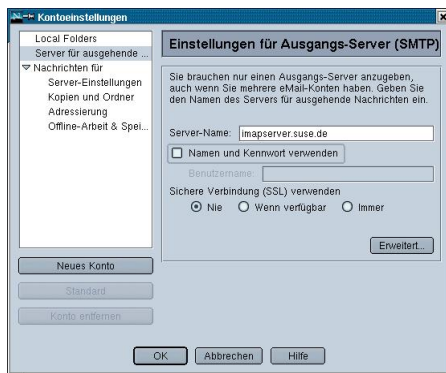 Kontoeinstellungen
Local Folders
Server für ausgehende ...
Nachrichten für
Server-Einstellungen
Kopien und Ordner
Adressierung
Offline-Arbeit & Spei...
Neues Konto
Standard
Konto entfernen
Einstellungen für Ausgangs-Server (SMTP)
Sie brauchen nur einen Ausgangs-Server anzugeben,
auch wenn Sie mehrere eMail-Konten haben. Geben Sie
den Namen des Servers für ausgehende Nachrichten ein.
Server-Name: imapserver.suse.de
Namen und Kennwort verwenden
Benutzername:
Sichere Verbindung (SSL) verwenden
Nie Wenn verfügbar Immer
Erweitert...
OK Abbrechen Hilfe